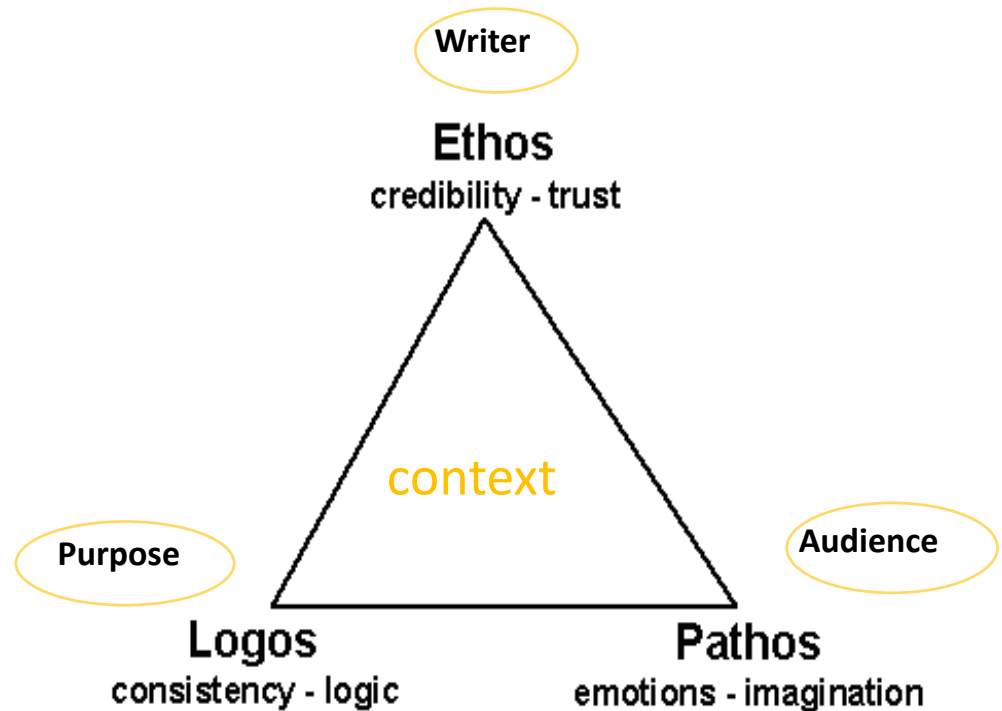 Writer
Ethos
credibility - trust
context
Purpose
Audience
Logos
consistency - logic
Pathos
emotions - imagination